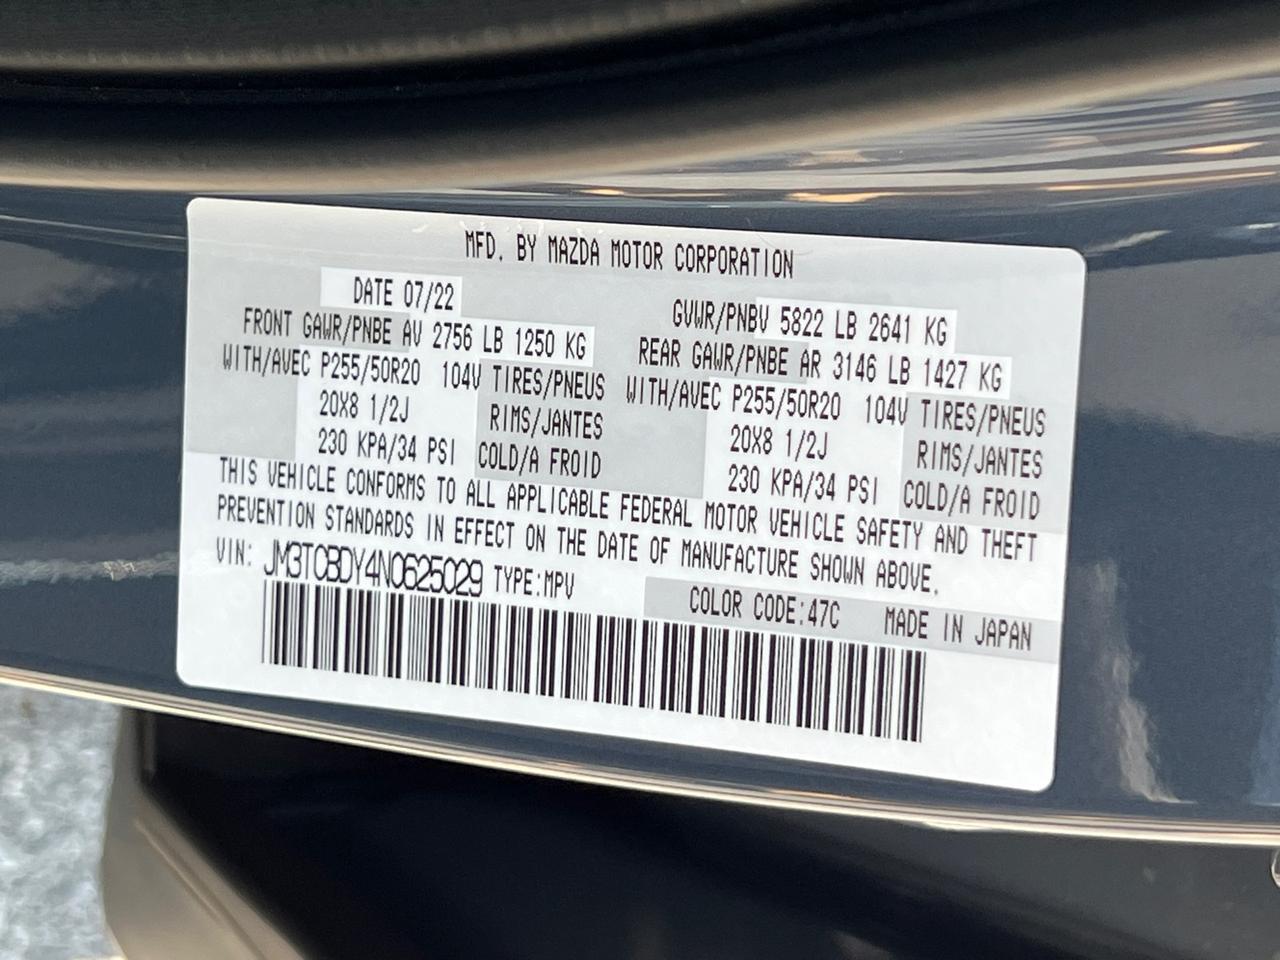 MFD. BY MAZDA MOTOR CORPORATION
DATE 07/22 GVWR/PNBV 5822 LB 2641 KG
FRONT GAWR/PNBE AV 2756 LB 1250 KG REAR GAWR/PNBE AR 3146 LB 1427 KG
WITH/AVEC P255/50R20 104V TIRES/PNEUS WITH/AVEC P255/50R20 104V TIRES/PNEUS
20X8 1/2J RIMS/JANTES 20X8 1/2J RIMS/JANTES
230 KPA/34 PSI COLD/A FROID 230 KPA/34 PSI COLD/A FROID
THIS VEHICLE CONFORMS TO ALL APPLICABLE FEDERAL MOTOR VEHICLE SAFETY AND THEFT
PREVENTION STANDARDS IN EFFECT ON THE DATE OF MANUFACTURE SHOWN ABOVE.
VIN: JM3TCBDY4N0625029 TYPE:MPV COLOR CODE:47C MADE IN JAPAN